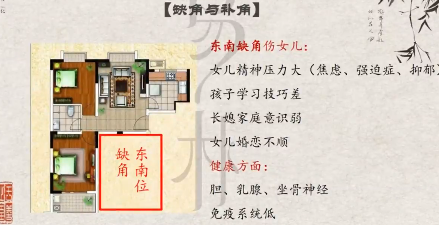 【缺角与补角】
东南缺角伤女儿：
女儿精神压力大（焦虑、强迫症、抑郁）
孩子学习技巧差
长媳家庭意识弱
女儿婚恋不顺
健康方面：
胆、乳腺、坐骨神经
免疫系统低
东南位
缺角